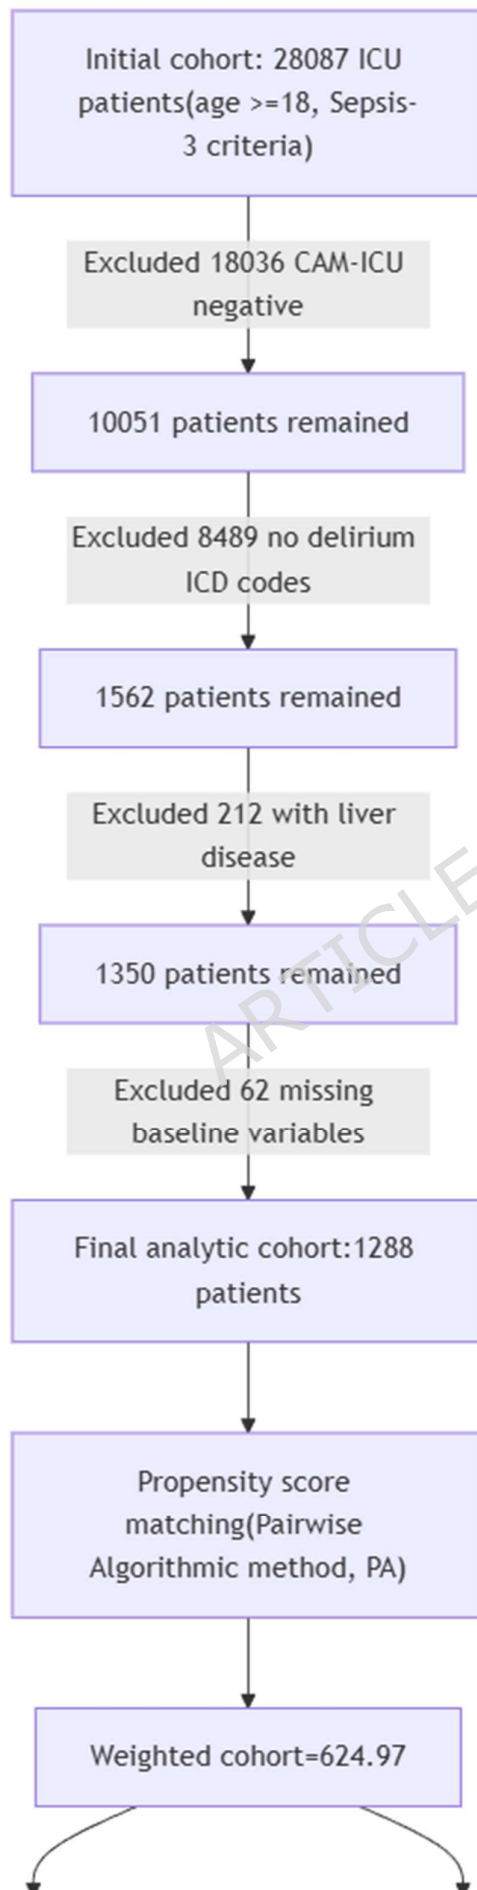 Initial cohort: 28087 ICU
patients(age >=18, Sepsis-
3 criteria)
Excluded 18036 CAM-ICU
negative
10051 patients remained
Excluded 8489 no delirium
ICD codes
1562 patients remained
Excluded 212 with liver
disease
1350 patients remained
ARTICLE
Excluded 62 missing
baseline variables
Final analytic cohort:1288
patients
Propensity score
matching(Pairwise
Algorithmic method, PA)
Weighted cohort=624.97